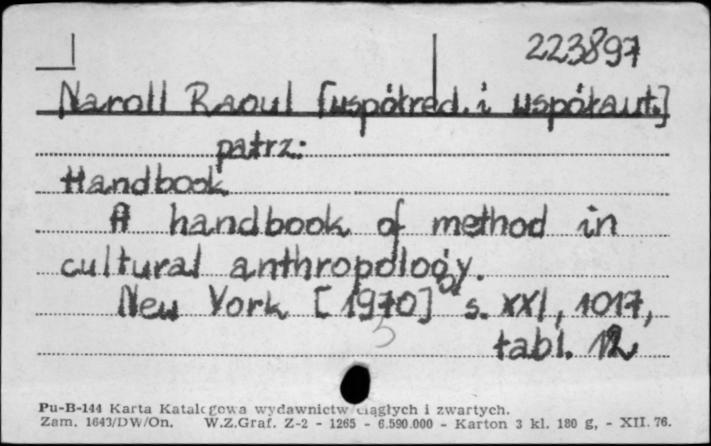 223897
Naroll Raoul [współred. i współaut.]
patrz:
Handbook
A handbook of method in
cultural anthropology.
New York [1970] s. XXI, 1017,
tabl. 12
Pu-B-144 Karta Katalogowa wydawnictw ciągłych i zwartych.
Zam. 1643/DW/On. W.Z.Graf. Z-2 - 1265 - 6.590.000 - Karton 3 kl. 180 g, - XII. 76.